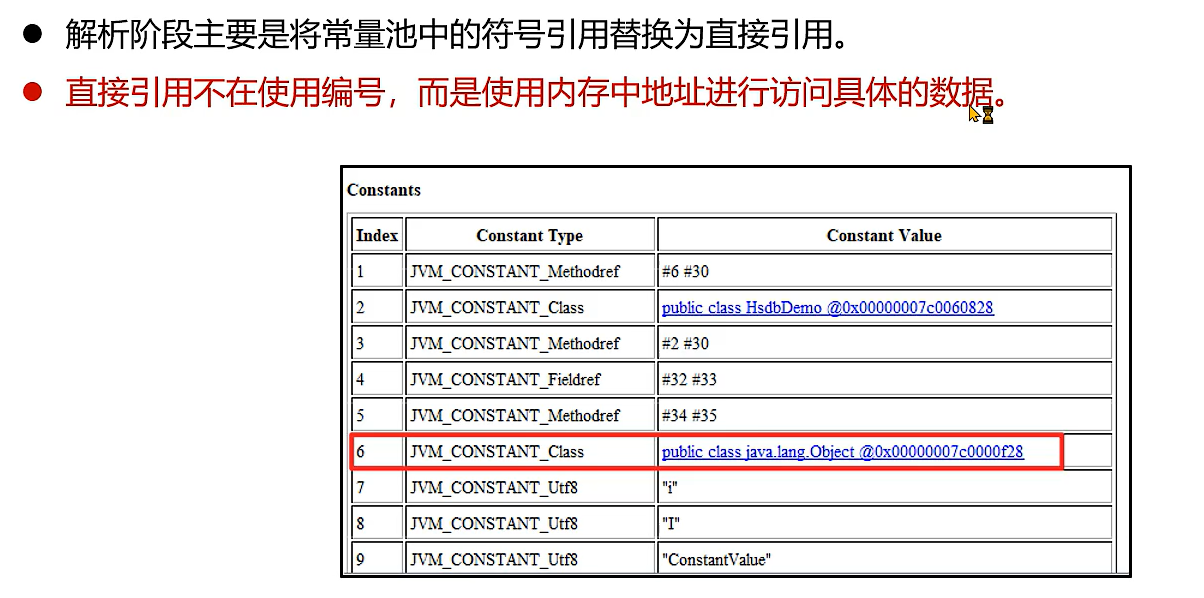 解析阶段主要是将常量池中的符号引用替换为直接引用。
直接引用不在使用编号，而是使用内存中地址进行访问具体的数据。
Constants
Index Constant Type Constant Value
1 JVM_CONSTANT_Methodref #6 #30
2 JVM_CONSTANT_Class public class HsdbDemo @0x00000007c0060828
3 JVM_CONSTANT_Methodref #2 #30
4 JVM_CONSTANT_Fieldref #32 #33
5 JVM_CONSTANT_Methodref #34 #35
6 JVM_CONSTANT_Class public class java.lang.Object @0x00000007c0000f28
7 JVM_CONSTANT_Utf8 "i"
8 JVM_CONSTANT_Utf8 "I"
9 JVM_CONSTANT_Utf8 "ConstantValue"